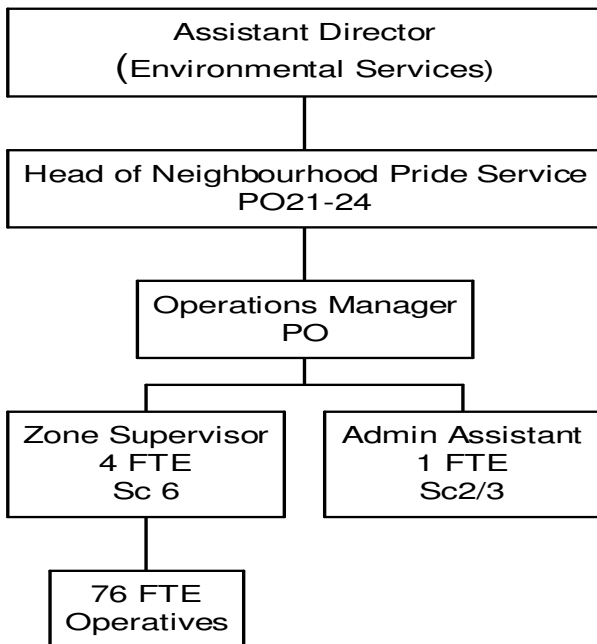 Assistant Director
(Environmental Services)
Head of Neighbourhood Pride Service
PO21-24
Operations Manager
PO
Zone Supervisor
4 FTE
Sc 6
Admin Assistant
1 FTE
Sc2/3
76 FTE
Operatives